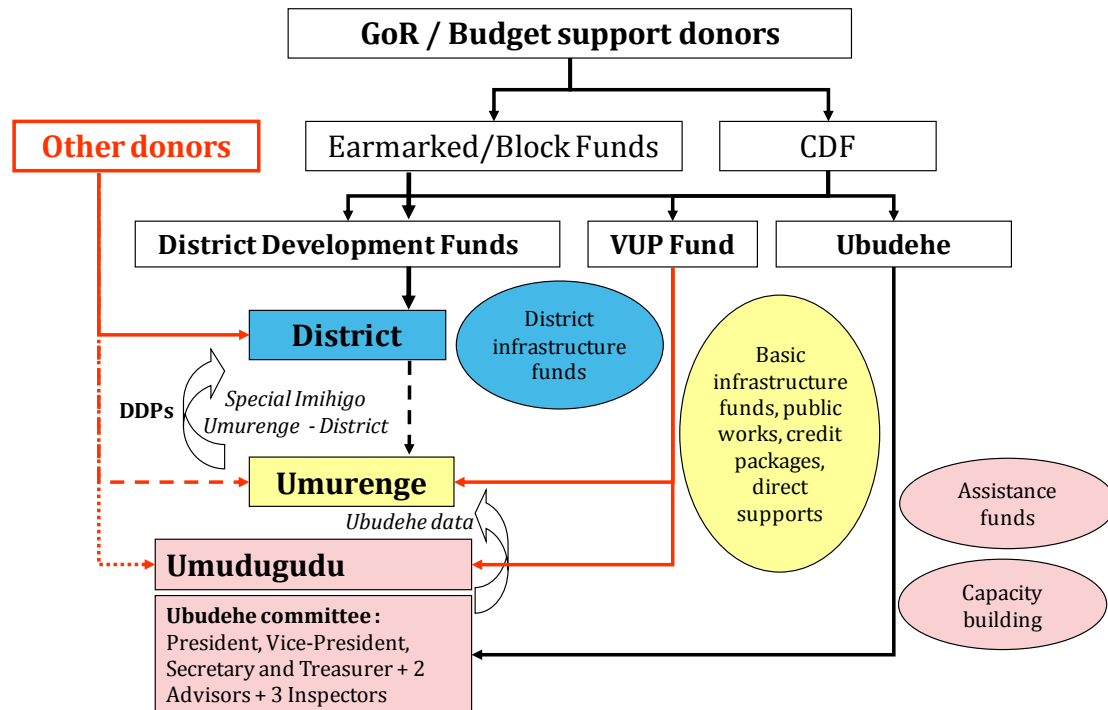 GoR / Budget support donors
Other donors
Earmarked/Block Funds
CDF
District Development Funds
VUP Fund
Ubudehe
District
District
infrastructure
funds
Basic
infrastructure
funds, public
works, credit
packages,
direct
supports
DDPs
Special Imihigo
Umurenge - District
Umurenge
Assistance
funds
Ubudehe data
Umudugudu
Capacity
building
Ubudehe committee :
President, Vice-President,
Secretary and Treasurer + 2
Advisors + 3 Inspectors